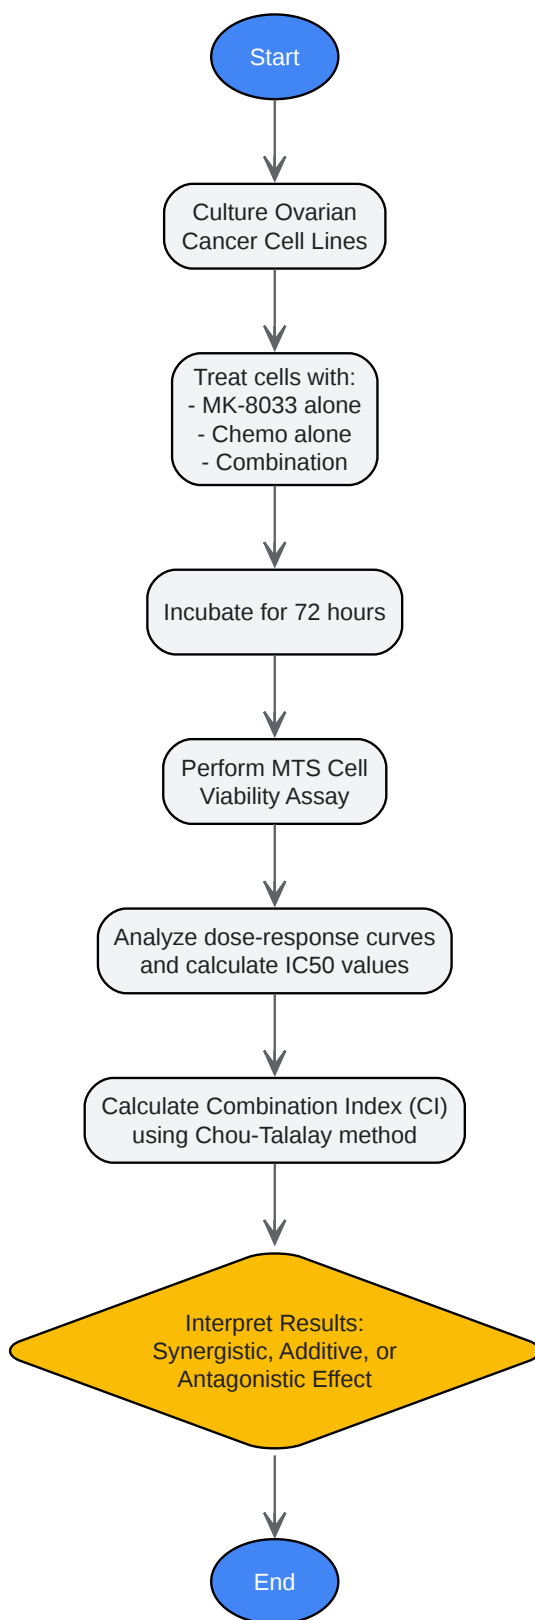 Start
Culture Ovarian
Cancer Cell Lines
Treat cells with:
- MK-8033 alone
- Chemo alone
- Combination
Incubate for 72 hours
Perform MTS Cell
Viability Assay
Analyze dose-response curves
and calculate IC50 values
Calculate Combination Index (CI)
using Chou-Talalay method
Interpret Results:
Synergistic, Additive, or
Antagonistic Effect
End